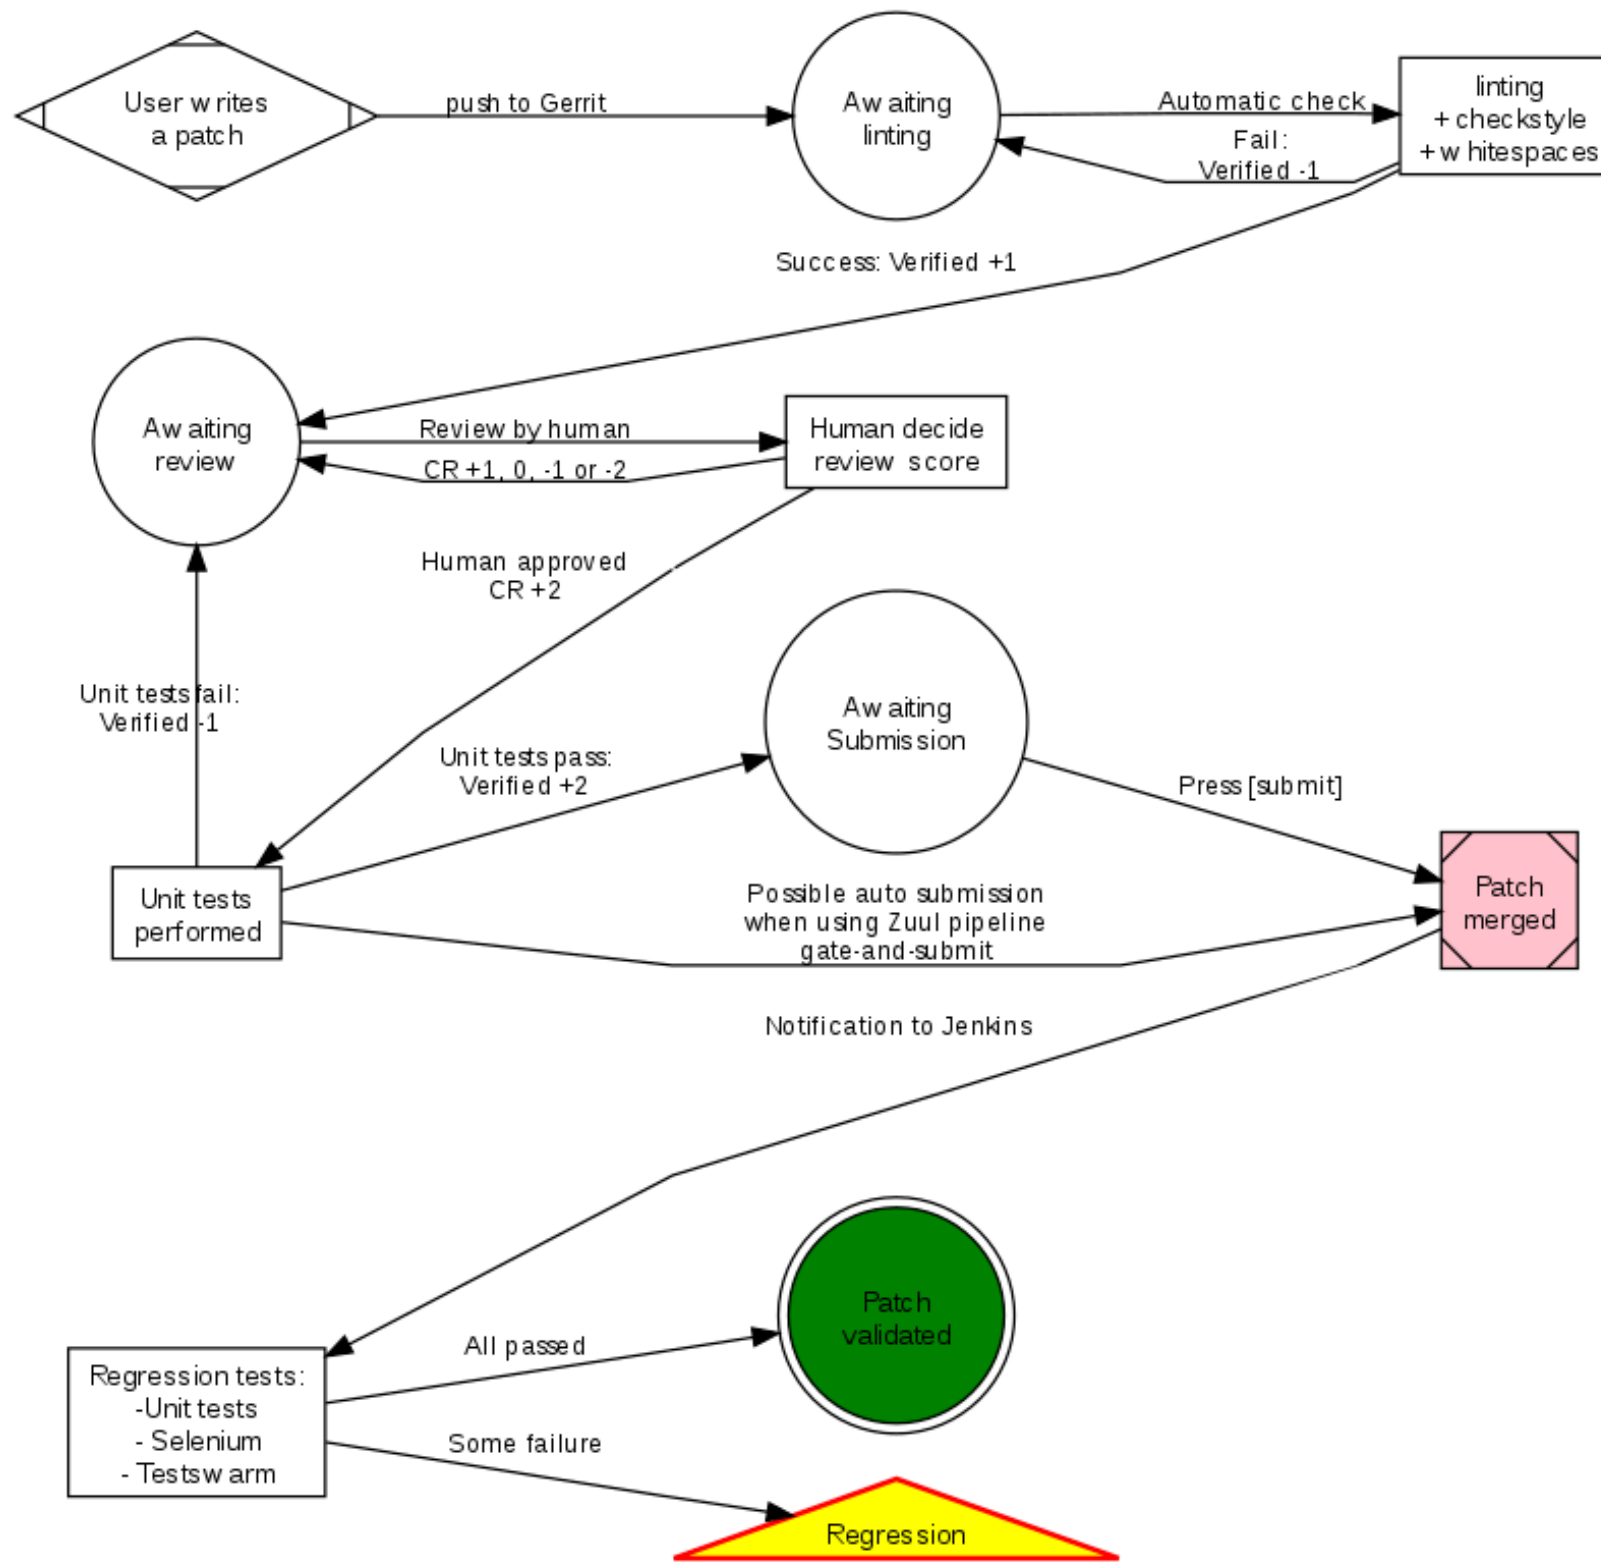 User writes
a patch
push to Gerrit
Awaiting
linting
Automatic check
Fail:
Verified -1
linting
+ checkstyle
+ whitespaces
Success: Verified +1
Awaiting
review
Review by human
CR +1, 0, -1 or -2
Human decide
review score
Human approved
CR +2
Unit tests fail:
Verified -1
Awaiting
Submission
Unit tests pass:
Verified +2
Press [submit]
Unit tests
performed
Possible auto submission
when using Zuul pipeline
gate-and-submit
Patch
merged
Notification to Jenkins
Patch
validated
All passed
Regression tests:
-Unit tests
- Selenium
- Testswarm
Some failure
Regression